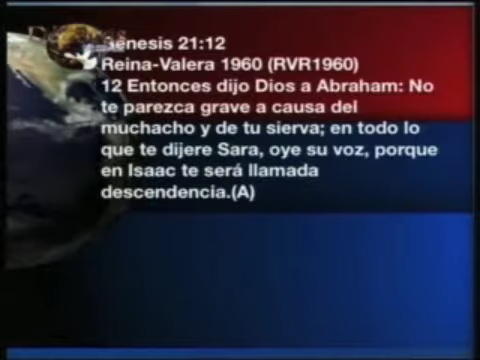 Génesis 21:12
Reina-Valera 1960 (RVR1960)
12 Entonces dijo Dios a Abraham: No
te parezca grave a causa del
muchacho y de tu sierva; en todo lo
que te dijere Sara, oye su voz, porque
en Isaac te será llamada
descendencia.(A)